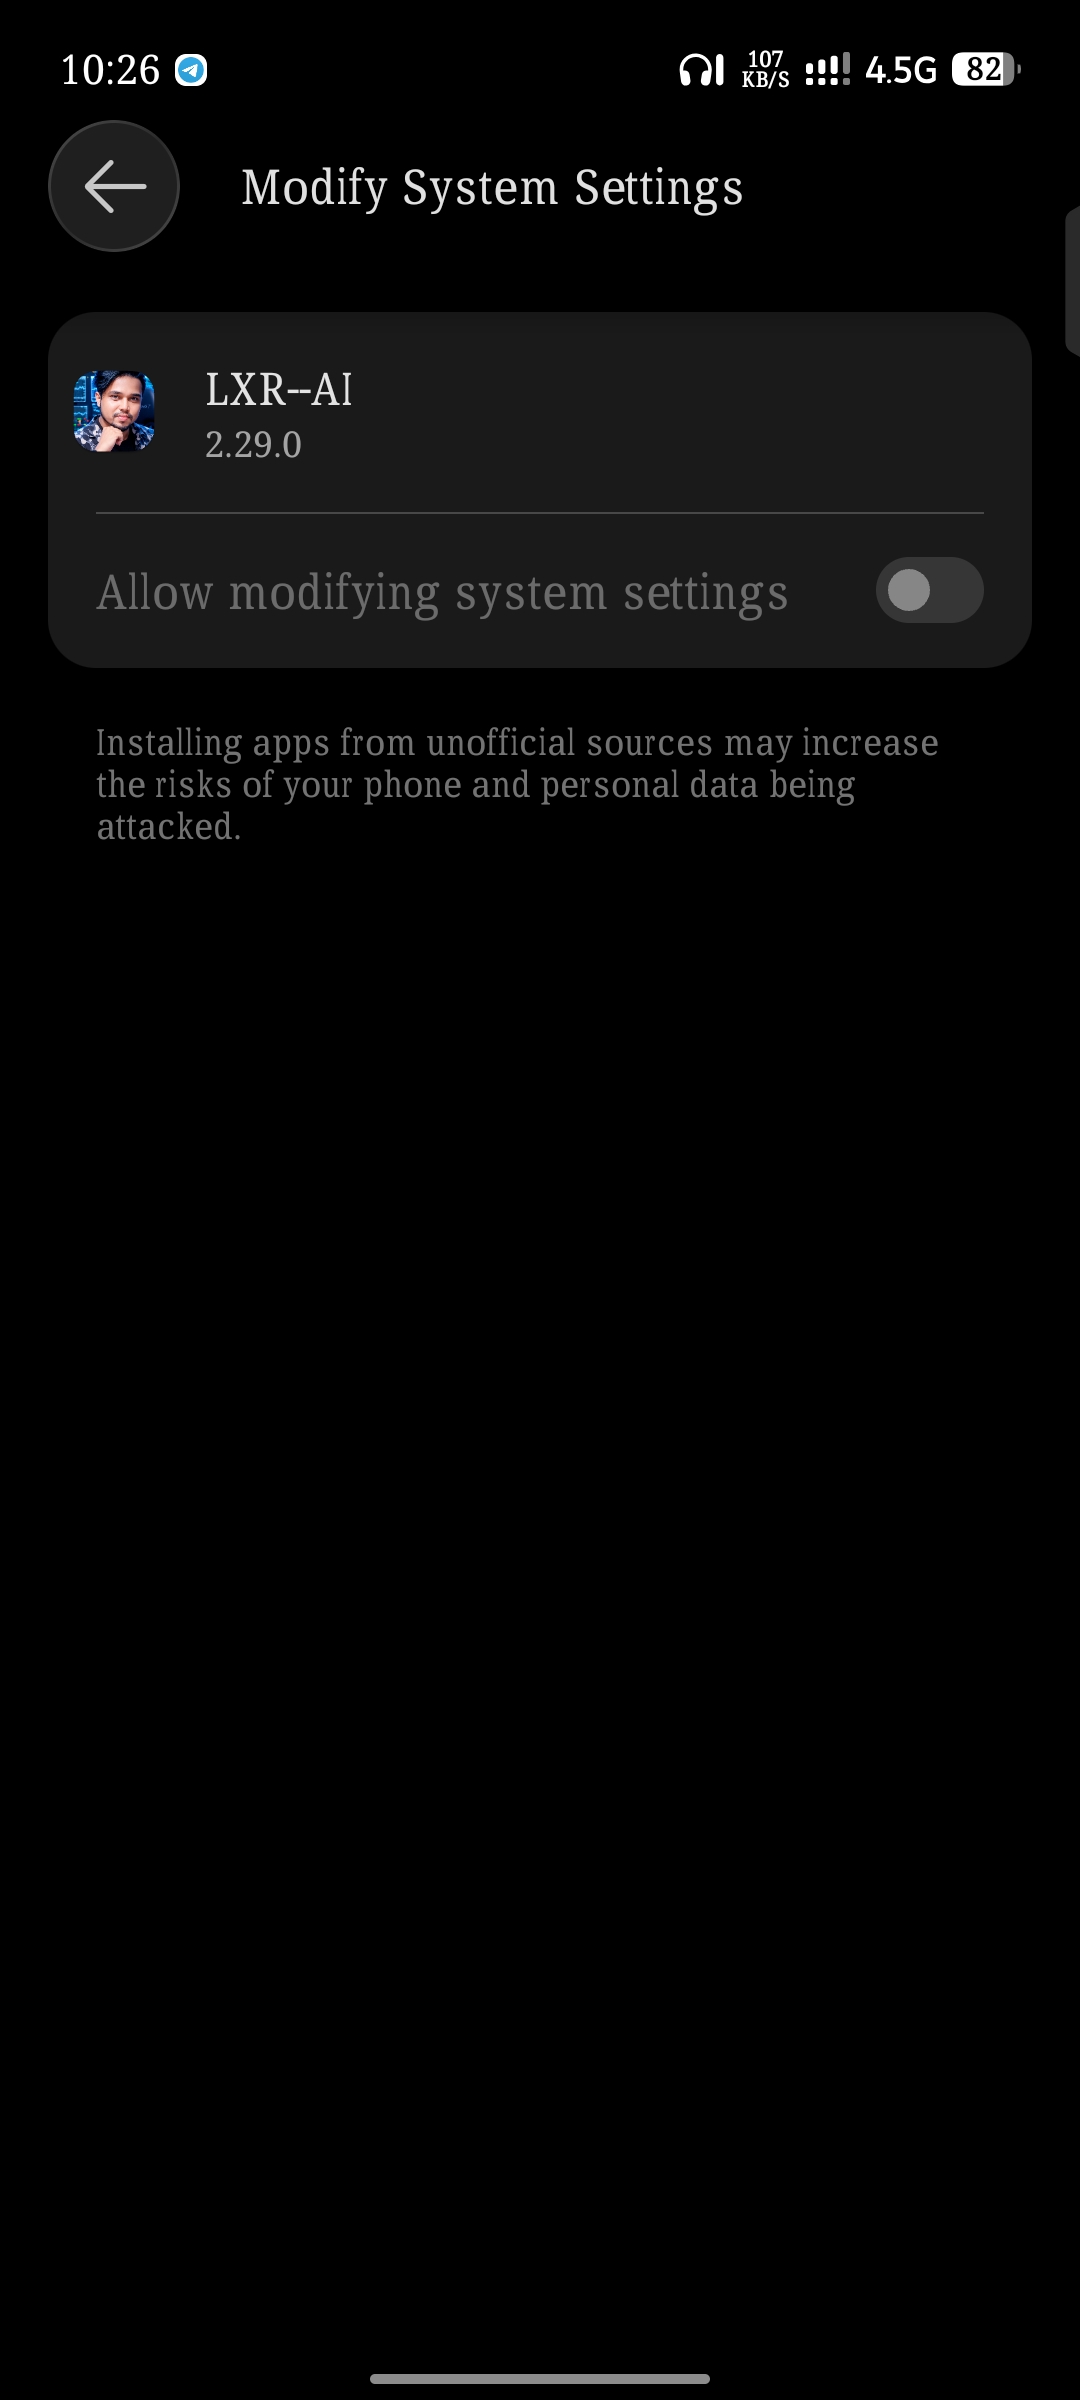 10:26
107
KB/S
4.5G
82
Modify System Settings
LXR--AI
2.29.0
Allow modifying system settings
Installing apps from unofficial sources may increase
the risks of your phone and personal data being
attacked.